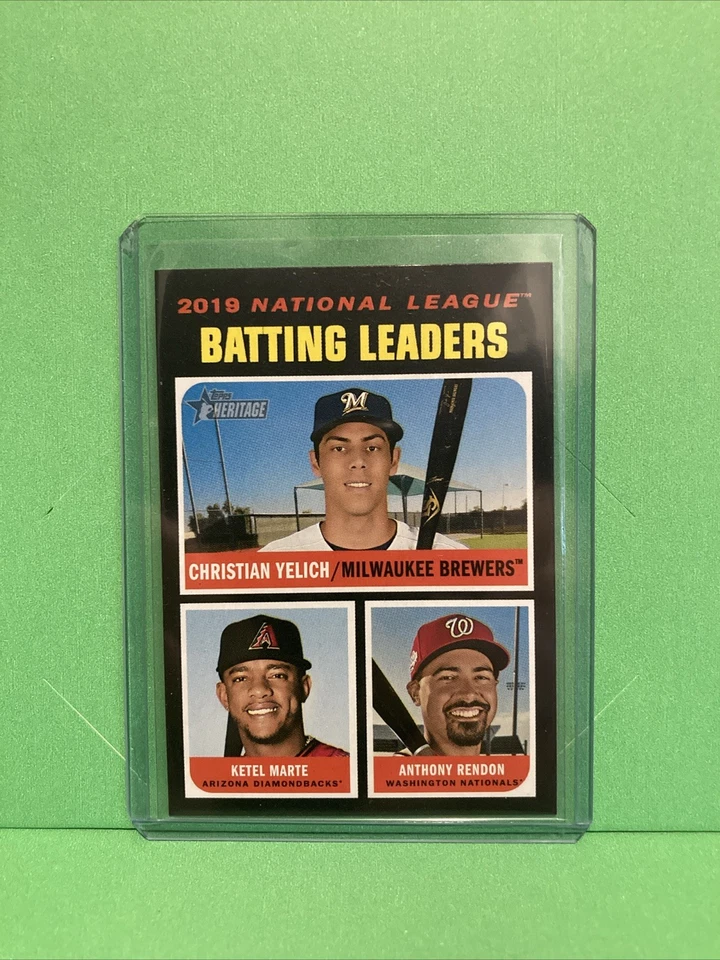 2019 NATIONAL LEAGUE™
BATTING LEADERS
Topps
HERITAGE
M
CHRISTIAN YELICH/MILWAUKEE BREWERS™
A
W
KETEL MARTE
ARIZONA DIAMONDBACKS®
ANTHONY RENDON
WASHINGTON NATIONALS®